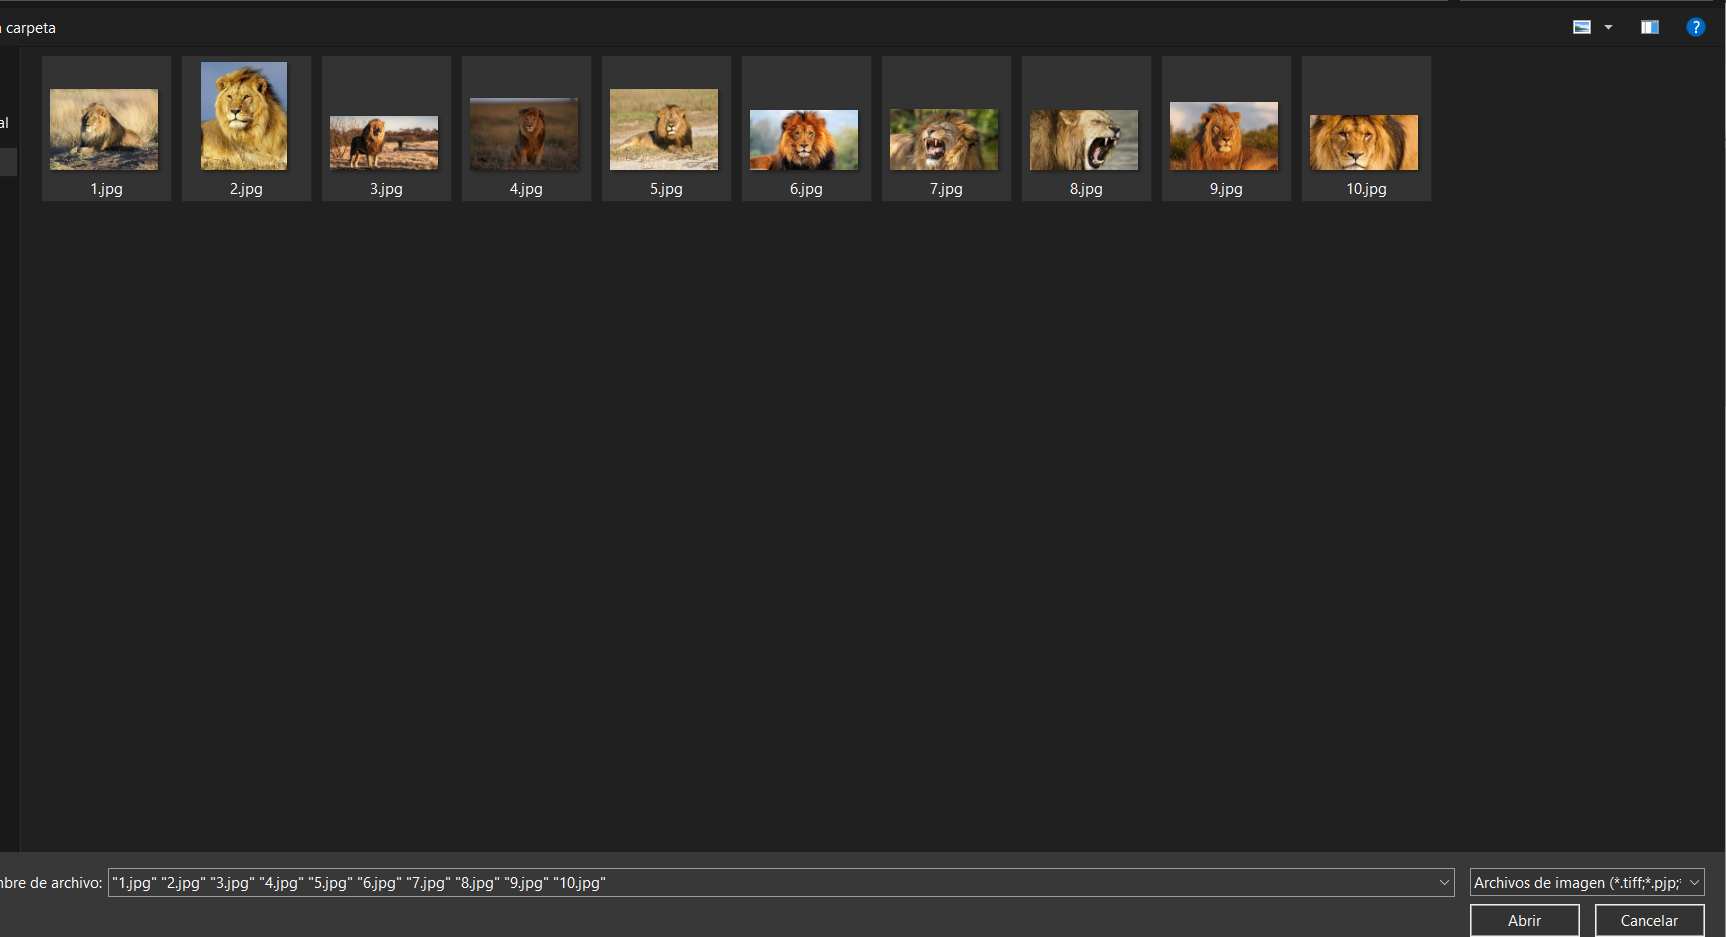 carpeta
al
1.jpg
2.jpg
3.jpg
4.jpg
5.jpg
6.jpg
7.jpg
8.jpg
9.jpg
10.jpg
bre de archivo:
"1.jpg" "2.jpg" "3.jpg" "4.jpg" "5.jpg" "6.jpg" "7.jpg" "8.jpg" "9.jpg" "10.jpg"
Archivos de imagen (*.tiff;*.pjp;*
Abrir
Cancelar